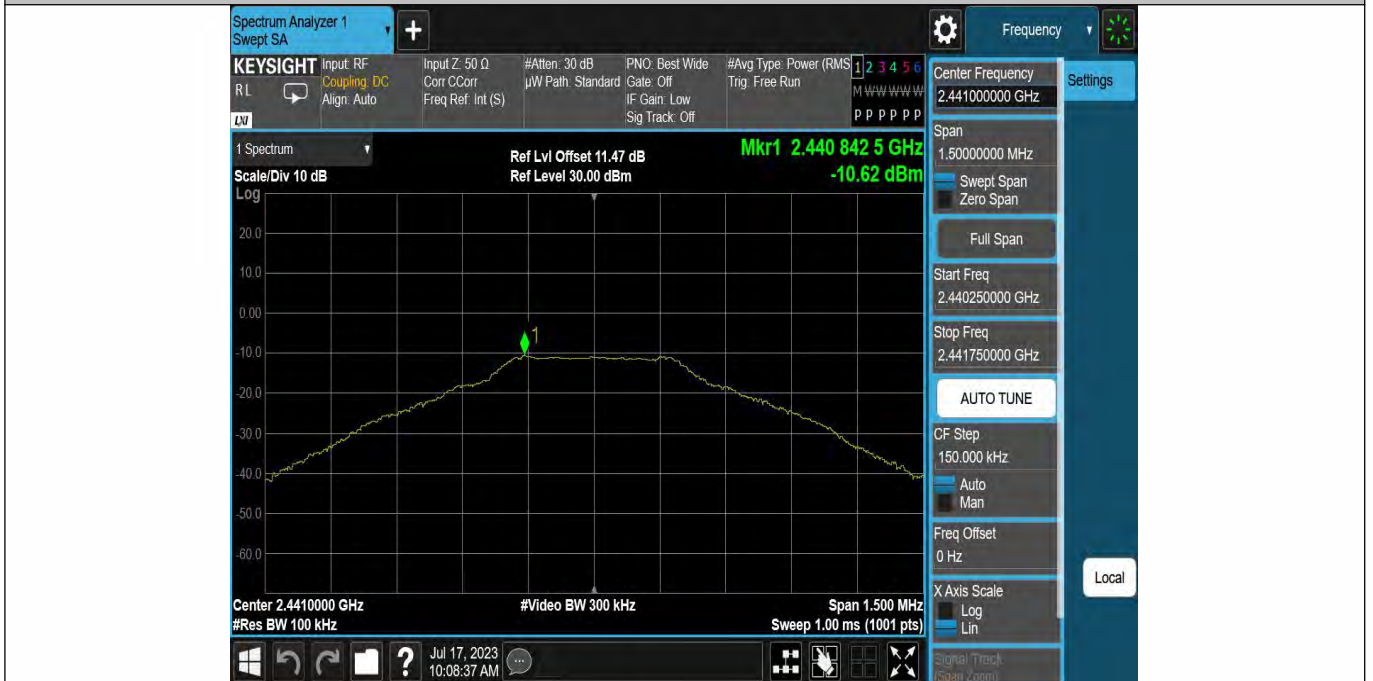 Spectrum Analyzer 1
Swept SA
+
Frequency
KEYSIGHT
RL
LXI
Input: RF
Coupling: DC
Align: Auto
Input Z: 50 Ω
Corr CCorr
Freq Ref: Int (S)
#Atten: 30 dB
µW Path: Standard
PNO: Best Wide
Gate: Off
IF Gain: Low
Sig Track: Off
#Avg Type: Power (RMS
Trig: Free Run
1 2 3 4 5 6
M W W W W W
P P P P P P
1 Spectrum
Scale/Div 10 dB
Ref Lvl Offset 11.47 dB
Ref Level 30.00 dBm
Mkr1 2.440 842 5 GHz
-10.62 dBm
Log
20.0
10.0
0.00
-10.0
-20.0
-30.0
-40.0
-50.0
-60.0
1
Center 2.4410000 GHz
#Res BW 100 kHz
#Video BW 300 kHz
Span 1.500 MHz
Sweep 1.00 ms (1001 pts)
Jul 17, 2023
10:08:37 AM
?
Center Frequency
2.441000000 GHz
Settings
Span
1.50000000 MHz
Swept Span
Zero Span
Full Span
Start Freq
2.440250000 GHz
Stop Freq
2.441750000 GHz
AUTO TUNE
CF Step
150.000 kHz
Auto
Man
Freq Offset
0 Hz
X Axis Scale
Log
Lin
Signal Track
(Span Zoom)
Local